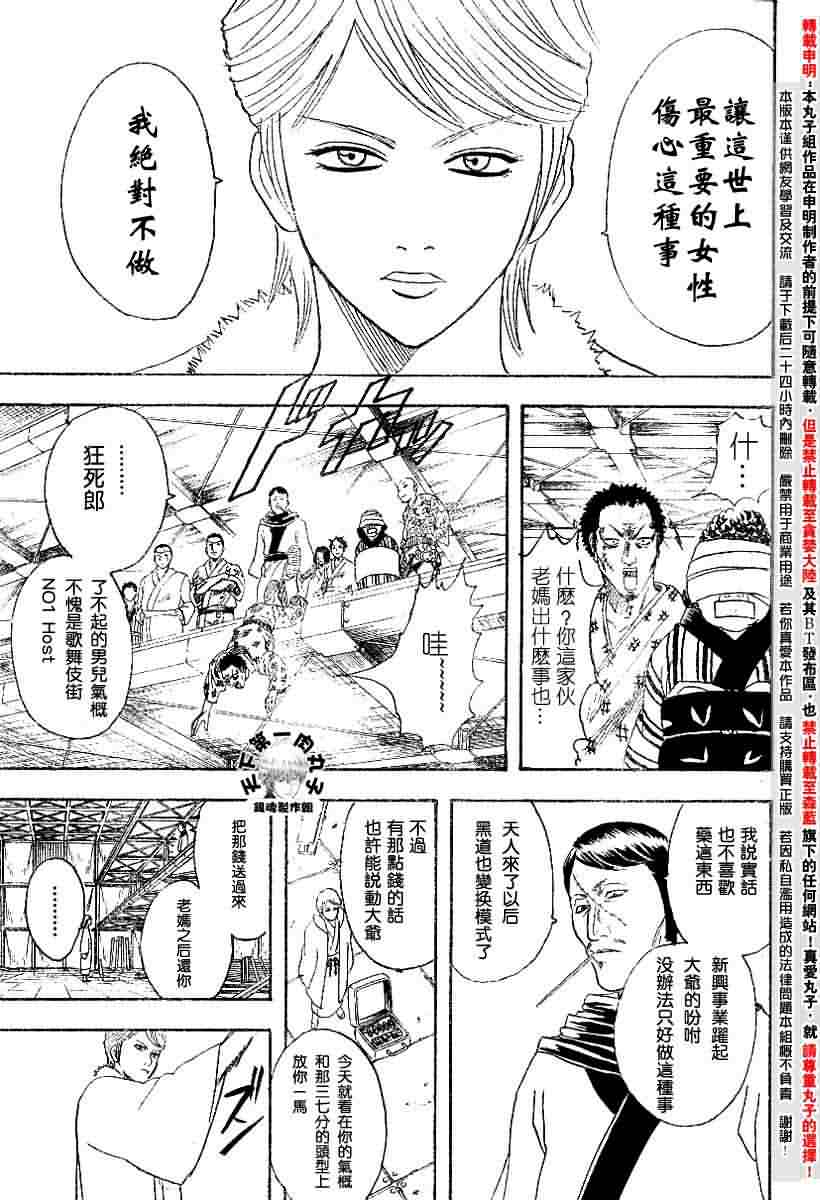 讓這世上
最重要的女性
傷心這種事
我絕對不做
什…
什麽?你這家伙
老媽出什麽事也…
哇~~~~~~
………
狂死郎
了不起的男兒氣概
不愧是歌舞伎街
NO1 Host
我說實話
也不喜歡
藥這東西
新興事業躍起
大爺的吩咐
沒辦法只好做這種事
天人來了以后
黑道也變換模式了
不過
有那點錢的話
也許能說動大爺
今天就看在你的氣概
和那三七分的頭型上
放你一馬
把那錢送過來
老媽之后還你
………
天下第一肉丸子
銀魂製作組
轉載申明:本丸子組作品在申明制作者的前提下可隨意轉載.但是禁止轉載至貪婪大陸及其BT發布區.也禁止轉載至森藍旗下的任何網站!真愛丸子.就請尊重丸子的選擇!
本版本谨供網友學習及交流 請于下載后二十四小時內刪除 嚴禁用于商業用途 若你真愛本作品 請支持購買正版 若因私自濫用造成的法律問題本組概不負責 謝謝!